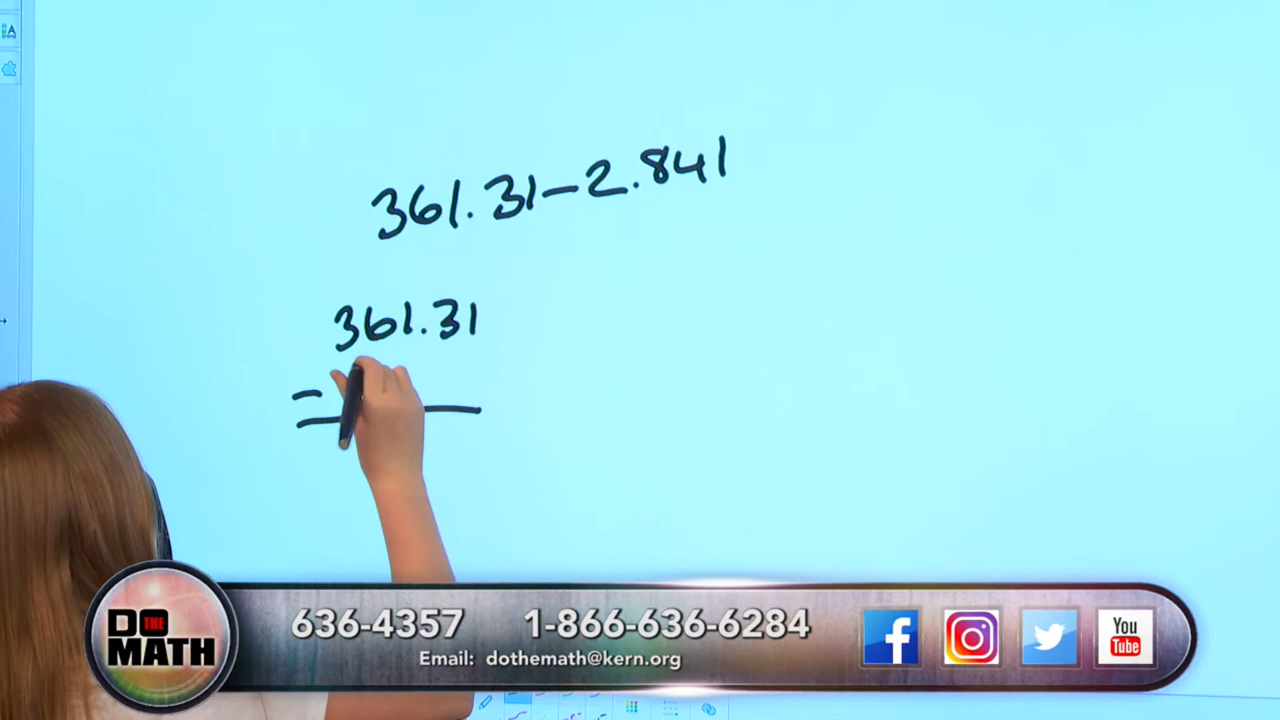 361.31-2.841
361.31
-
DO THE MATH
636-4357 1-866-636-6284
Email: dothemath@kern.org
f
You
Tube